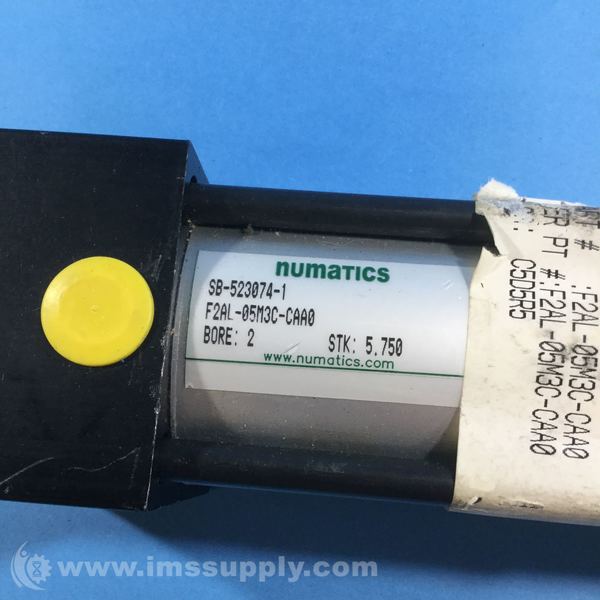 numatics
SB-523074-1
F2AL-05M3C-CAA0
BORE: 2 STK: 5.750
www.numatics.com
#:F2AL-05M3C-CAA0
PT #:F2AL-05M3C-CAA0
C5D5R5
www.imssupply.com